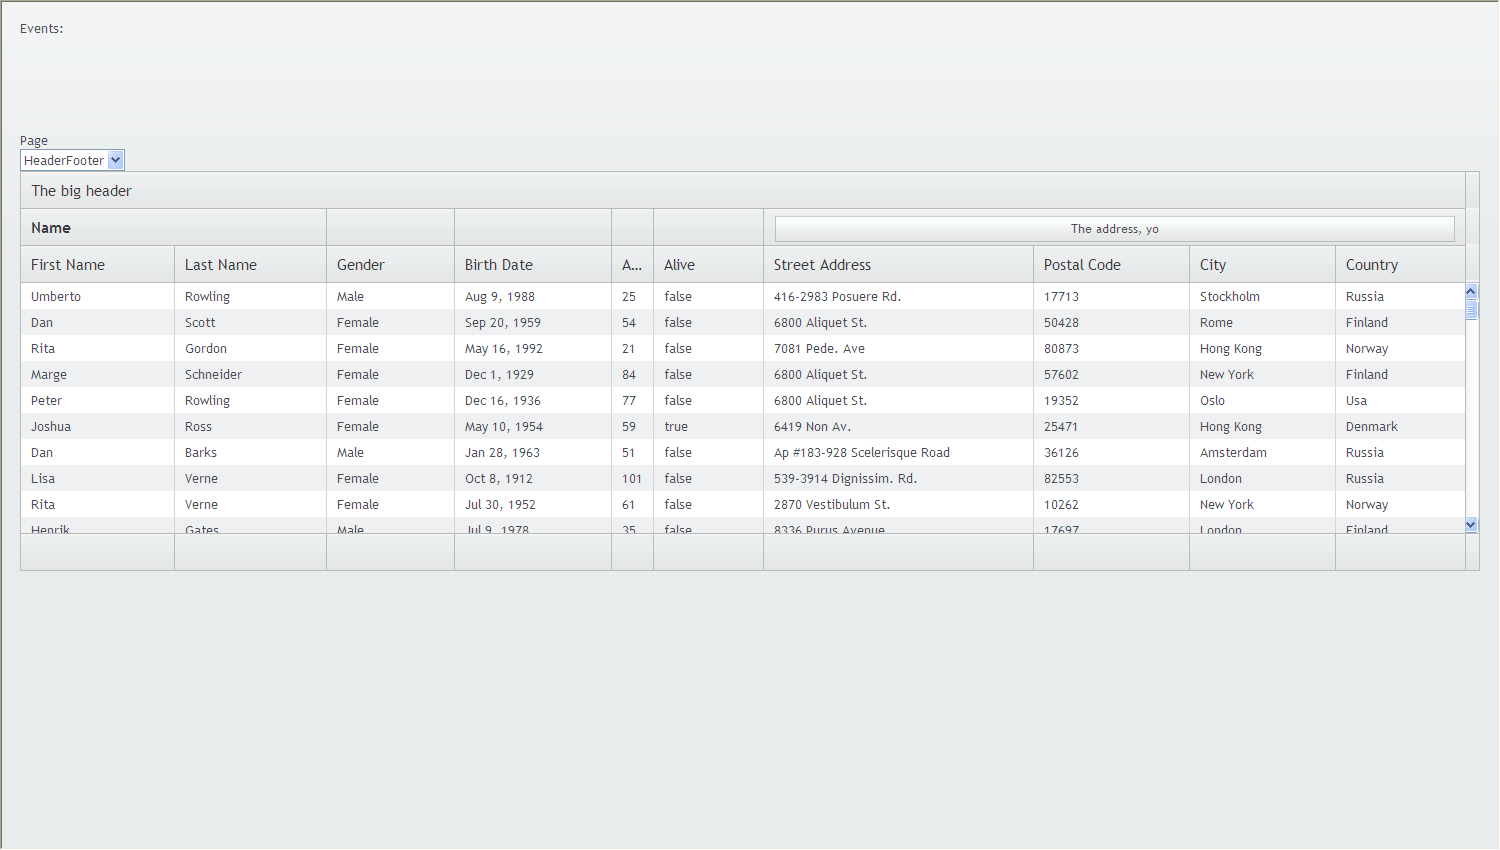 Events:
Page
HeaderFooter
The big header
Name The address, yo
First Name Last Name Gender Birth Date A... Alive Street Address Postal Code City Country
Umberto Rowling Male Aug 9, 1988 25 false 416-2983 Posuere Rd. 17713 Stockholm Russia
Dan Scott Female Sep 20, 1959 54 false 6800 Aliquet St. 50428 Rome Finland
Rita Gordon Female May 16, 1992 21 false 7081 Pede. Ave 80873 Hong Kong Norway
Marge Schneider Female Dec 1, 1929 84 false 6800 Aliquet St. 57602 New York Finland
Peter Rowling Female Dec 16, 1936 77 false 6800 Aliquet St. 19352 Oslo Usa
Joshua Ross Female May 10, 1954 59 true 6419 Non Av. 25471 Hong Kong Denmark
Dan Barks Male Jan 28, 1963 51 false Ap #183-928 Scelerisque Road 36126 Amsterdam Russia
Lisa Verne Female Oct 8, 1912 101 false 539-3914 Dignissim. Rd. 82553 London Russia
Rita Verne Female Jul 30, 1952 61 false 2870 Vestibulum St. 10262 New York Norway
Henrik Gates Male Jul 9, 1978 35 false 8336 Purus Avenue 17697 London Finland